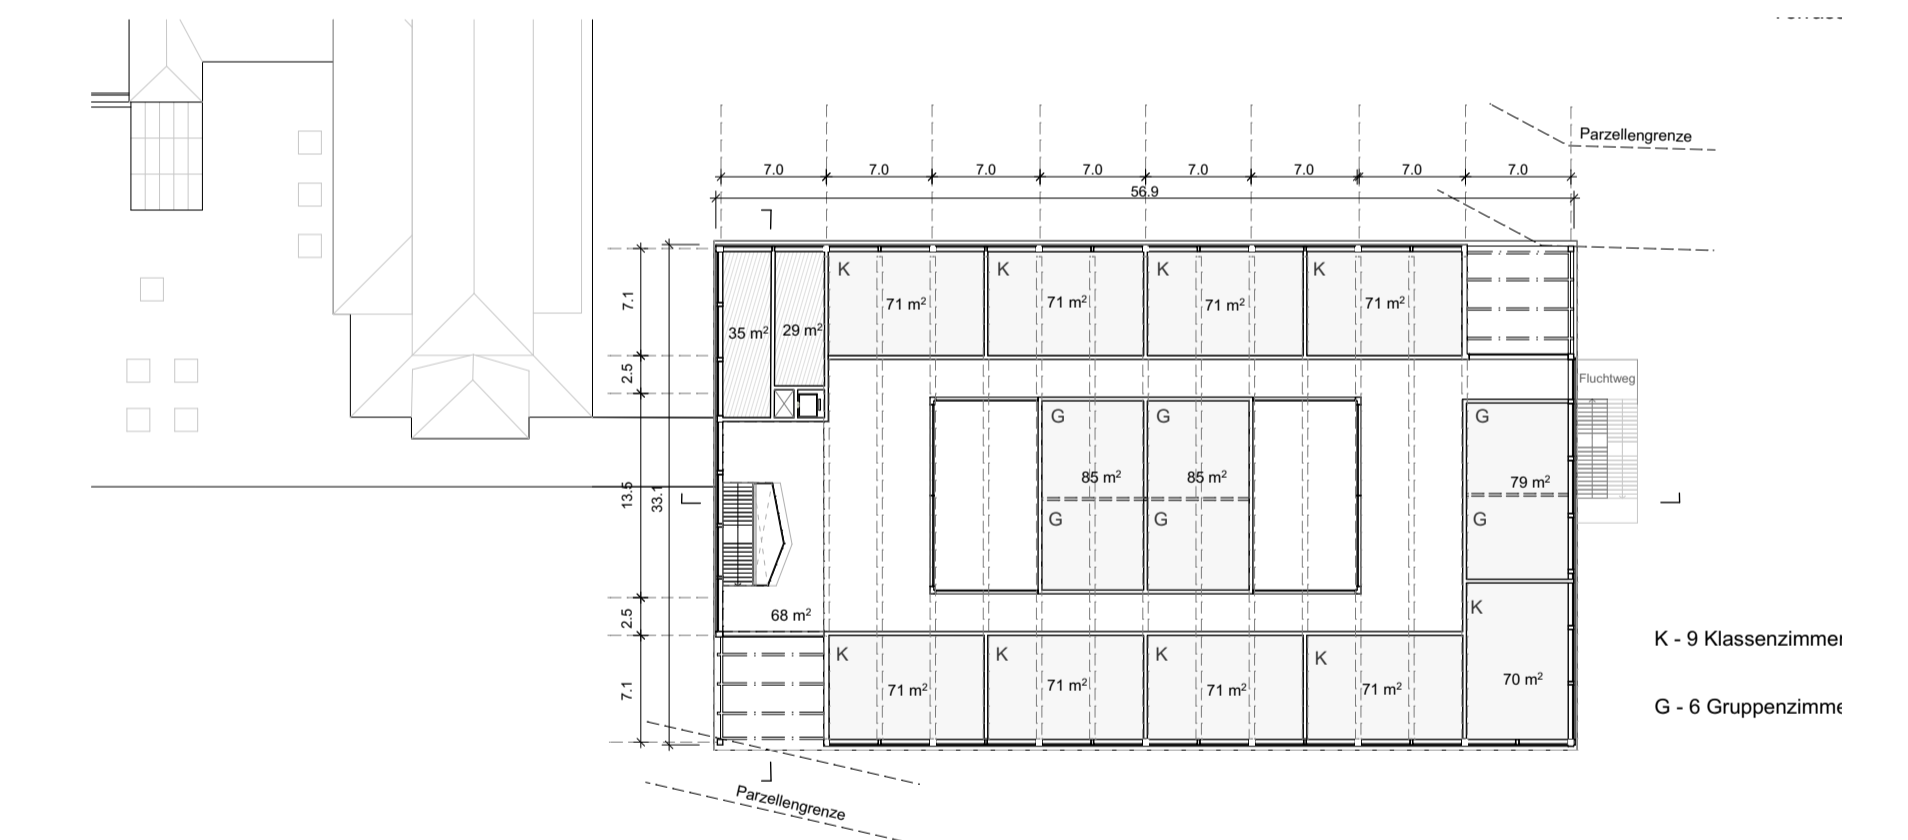 Parzellengrenze
7.0 7.0 7.0 7.0 7.0 7.0 7.0 7.0
56.9
K K K K
7.1
71 m² 71 m² 71 m² 71 m²
35 m² 29 m²
2.5
Fluchtweg
G G G
85 m² 85 m² 79 m²
13.5
33.1
G G G
2.5
68 m²
K
K - 9 Klassenzimmer
K K K K
7.1
71 m² 71 m² 71 m² 71 m²
70 m²
G - 6 Gruppenzimme
Parzellengrenze